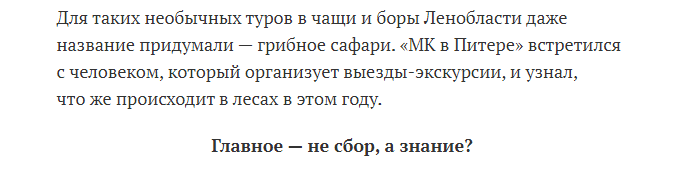 Для таких необычных туров в чащи и боры Ленобласти даже
название придумали — грибное сафари. «МК в Питере» встретился
с человеком, который организует выезды-экскурсии, и узнал,
что же происходит в лесах в этом году.
Главное — не сбор, а знание?